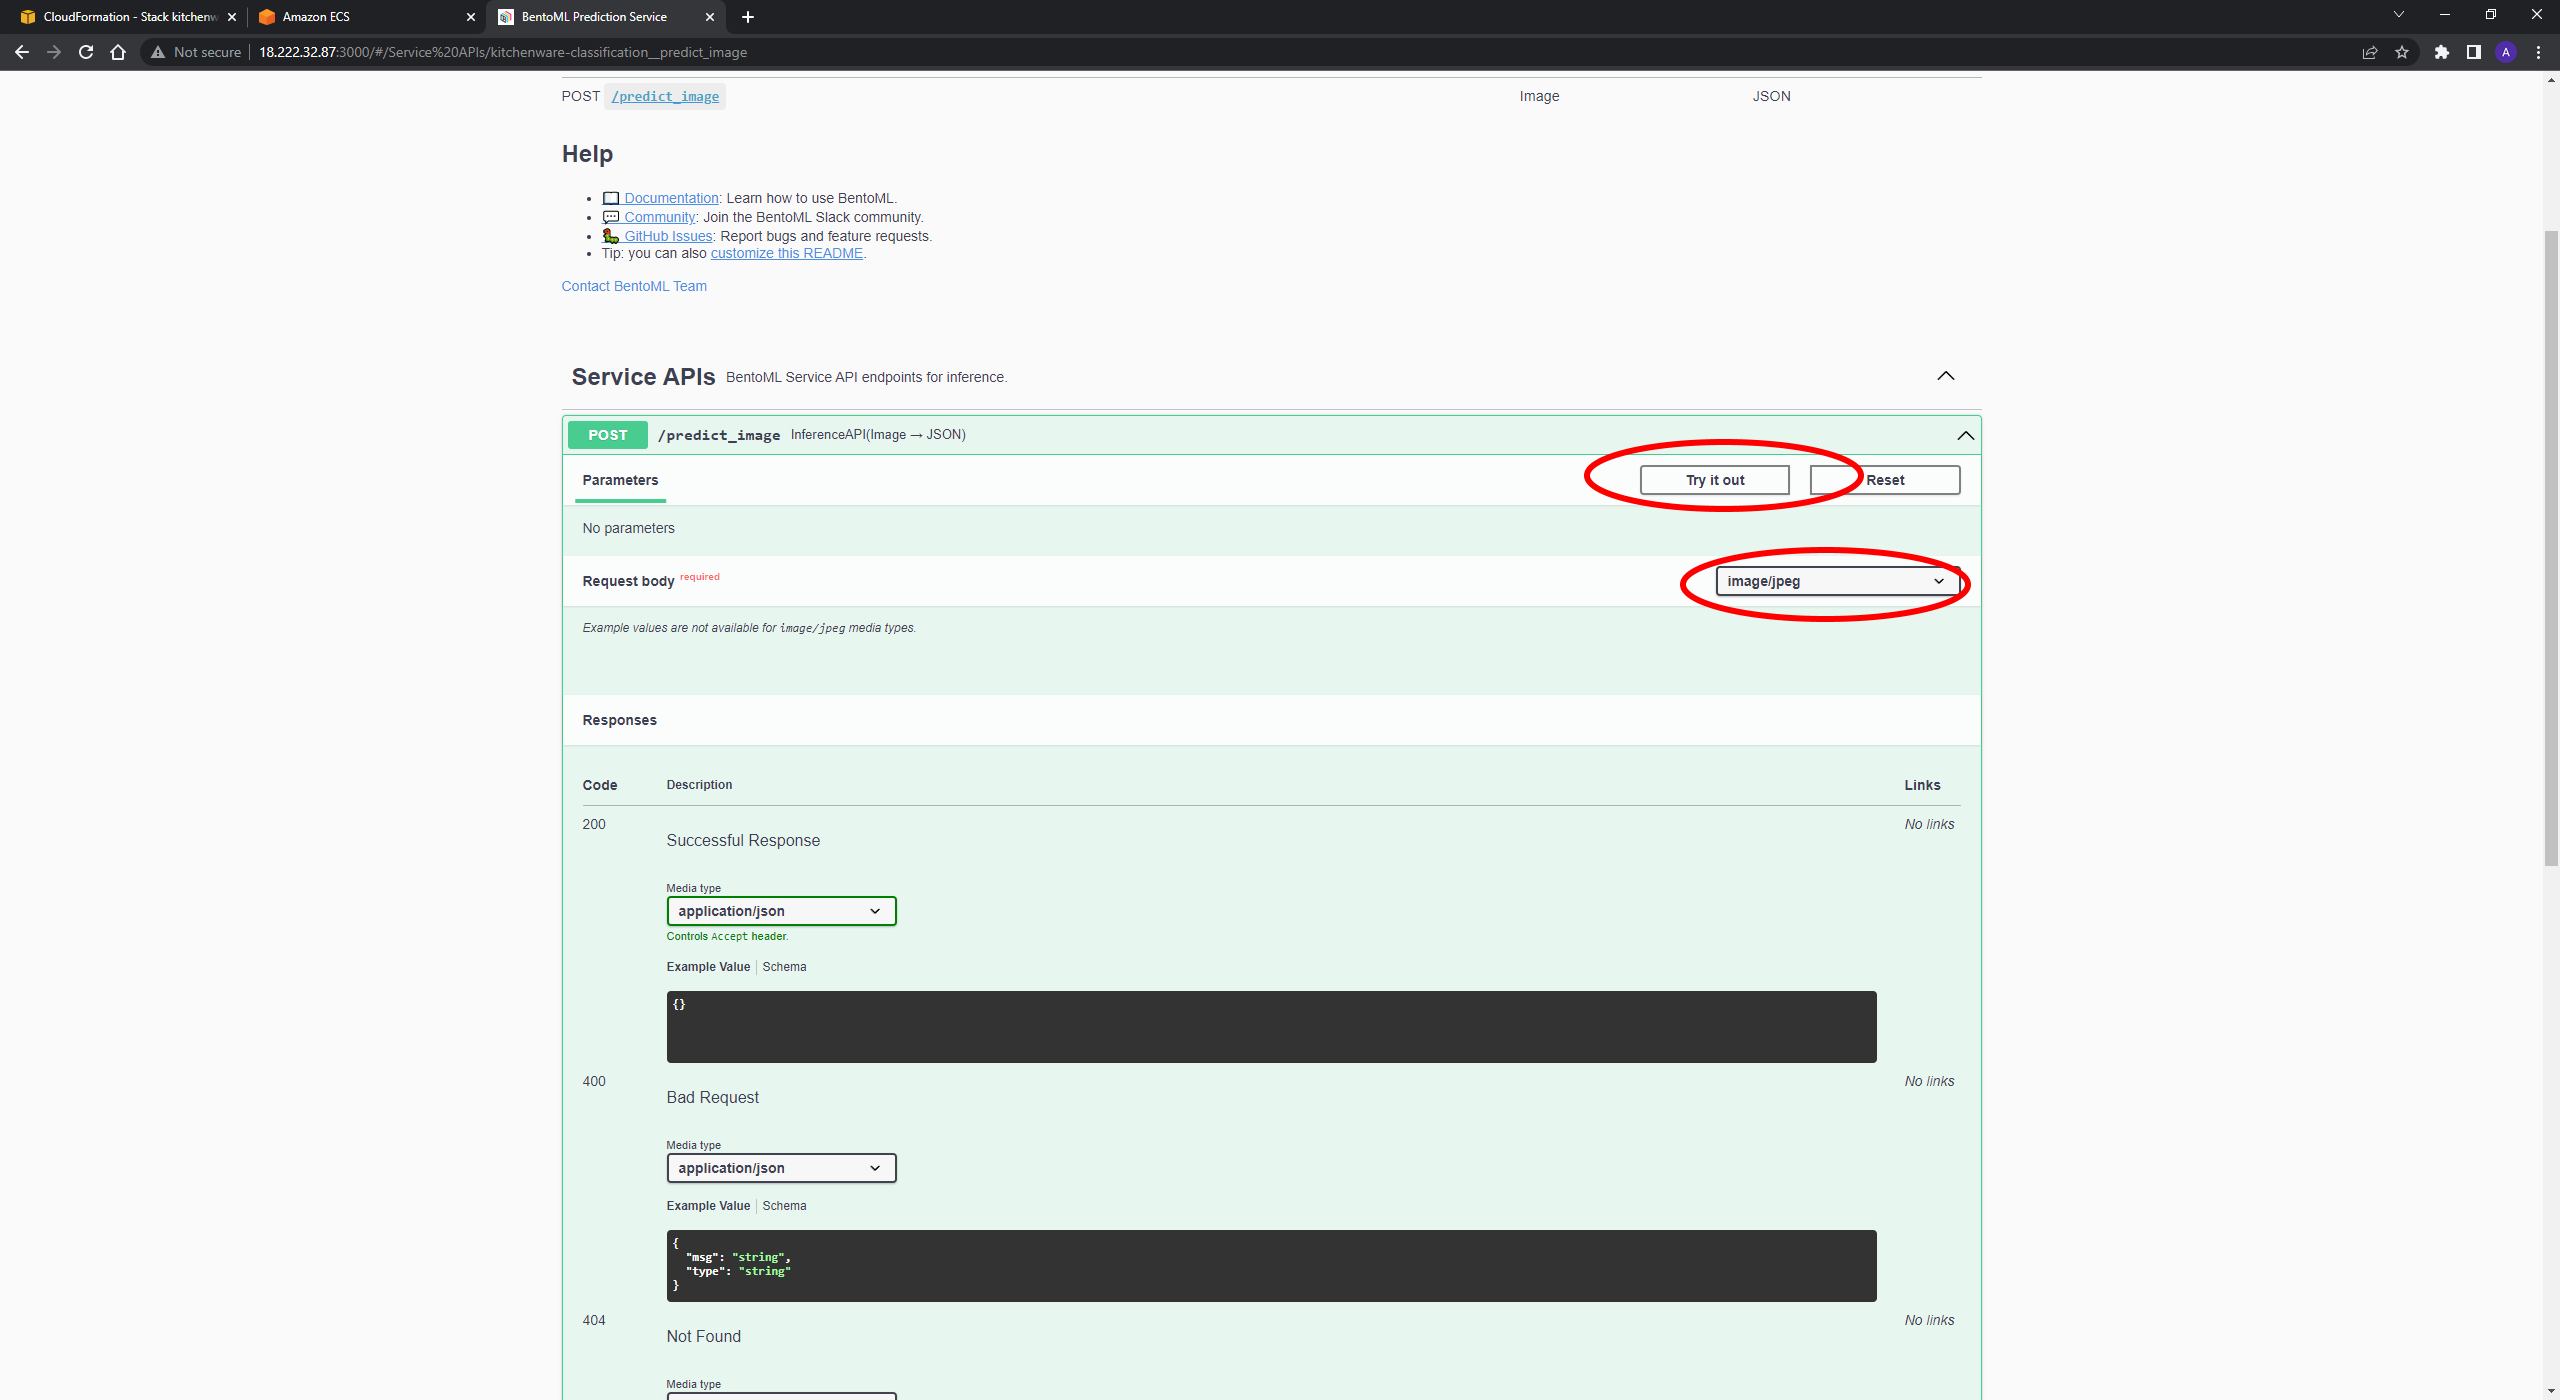 CloudFormation - Stack kitchenw
Amazon ECS
BentoML Prediction Service
Not secure
18.222.32.87:3000/#/Service%20APIs/kitchenware-classification__predict_image
A
POST /predict_image Image JSON
Help
Documentation: Learn how to use BentoML.
Community: Join the BentoML Slack community.
GitHub Issues: Report bugs and feature requests.
Tip: you can also customize this README.
Contact BentoML Team
Service APIs BentoML Service API endpoints for inference.
POST /predict_image InferenceAPI(Image → JSON)
Parameters Try it out Reset
No parameters
Request body required image/jpeg
Example values are not available for image/jpeg media types.
Responses
Code Description Links
200 No links
Successful Response
Media type
application/json
Controls Accept header.
Example Value Schema
{}
400 No links
Bad Request
Media type
application/json
Example Value Schema
{
"msg": "string",
"type": "string"
}
404 No links
Not Found
Media type